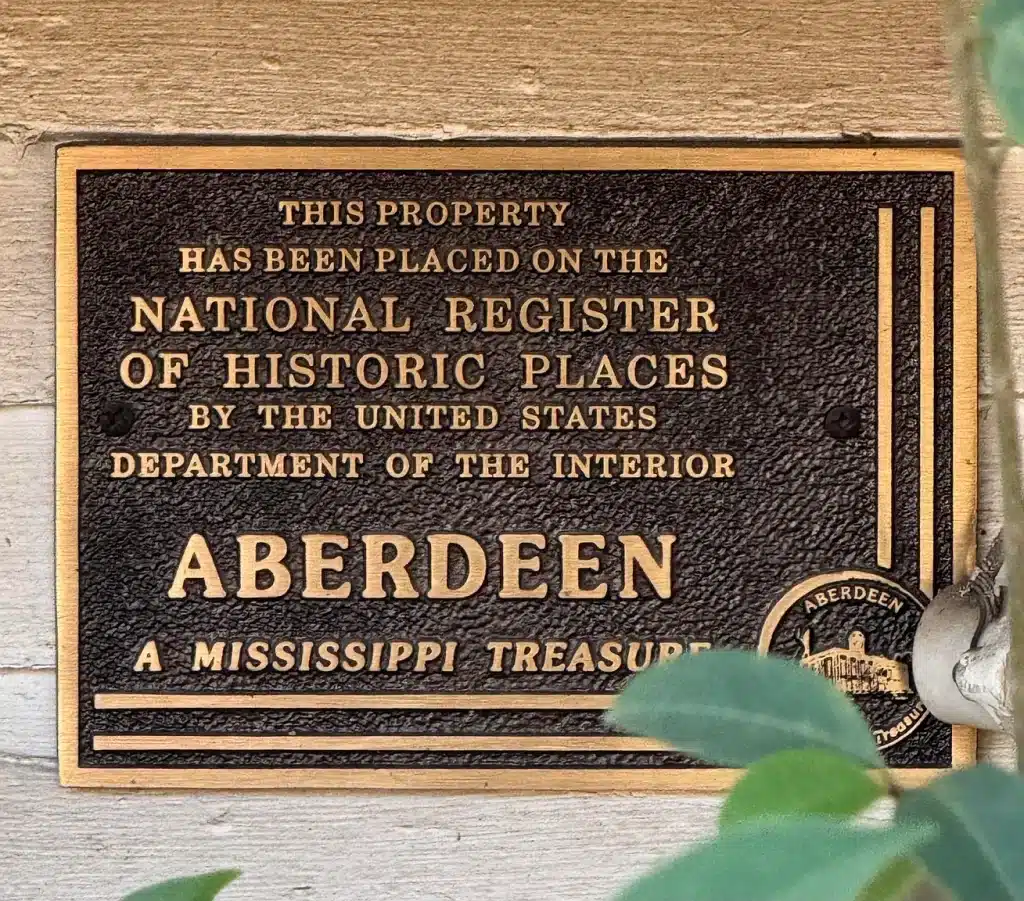 THIS PROPERTY
HAS BEEN PLACED ON THE
NATIONAL REGISTER
OF HISTORIC PLACES
BY THE UNITED STATES
DEPARTMENT OF THE INTERIOR
ABERDEEN
A MISSISSIPPI TREASURE
ABERDEEN